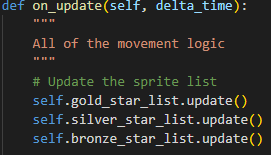 def on_update(self, delta_time):
    """
    All of the movement logic
    """
    # Update the sprite list
    self.gold_star_list.update()
    self.silver_star_list.update()
    self.bronze_star_list.update()